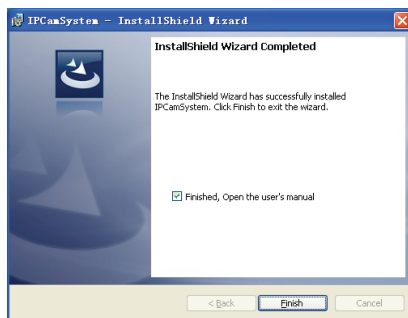 IPCamSystem - InstallShield Wizard
InstallShield Wizard Completed
The InstallShield Wizard has successfully installed
IPCamSystem. Click Finish to exit the wizard.
Finished, Open the user's manual
< Back
Finish
Cancel